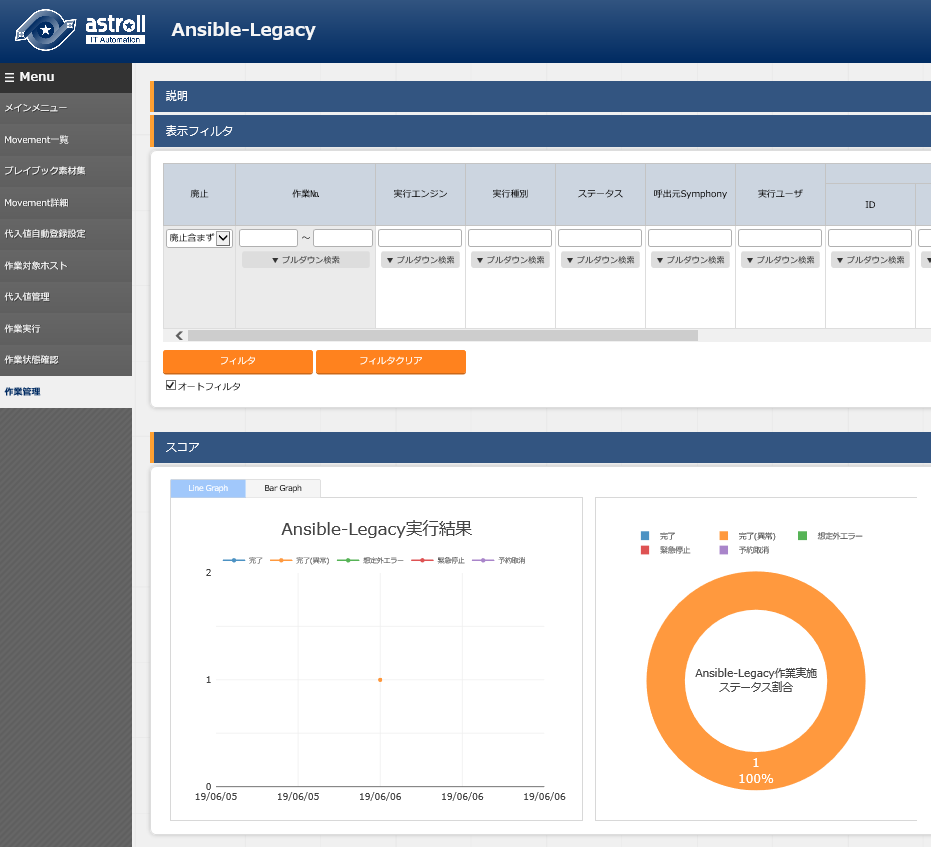 astroll
IT Automation
Ansible-Legacy
☰ Menu
メインメニュー
Movement一覧
プレイブック素材集
Movement詳細
代入値自動登録設定
作業対象ホスト
代入値管理
作業実行
作業状態確認
作業管理
説明
表示フィルタ
廃止 作業No. 実行エンジン 実行種別 ステータス 呼出元Symphony 実行ユーザ ID
廃止含まず ～
▼ プルダウン検索 ▼ プルダウン検索 ▼ プルダウン検索 ▼ プルダウン検索 ▼ プルダウン検索 ▼ プルダウン検索 ▼ プルダウン検索 ▼
フィルタ フィルタクリア
オートフィルタ
スコア
Line Graph Bar Graph
Ansible-Legacy実行結果
完了 完了(異常) 想定外エラー 緊急停止 予約取消
2
1
0
19/06/05 19/06/05 19/06/06 19/06/06 19/06/06
完了 完了(異常) 想定外エラー
緊急停止 予約取消
Ansible-Legacy作業実施
ステータス割合
1
100%